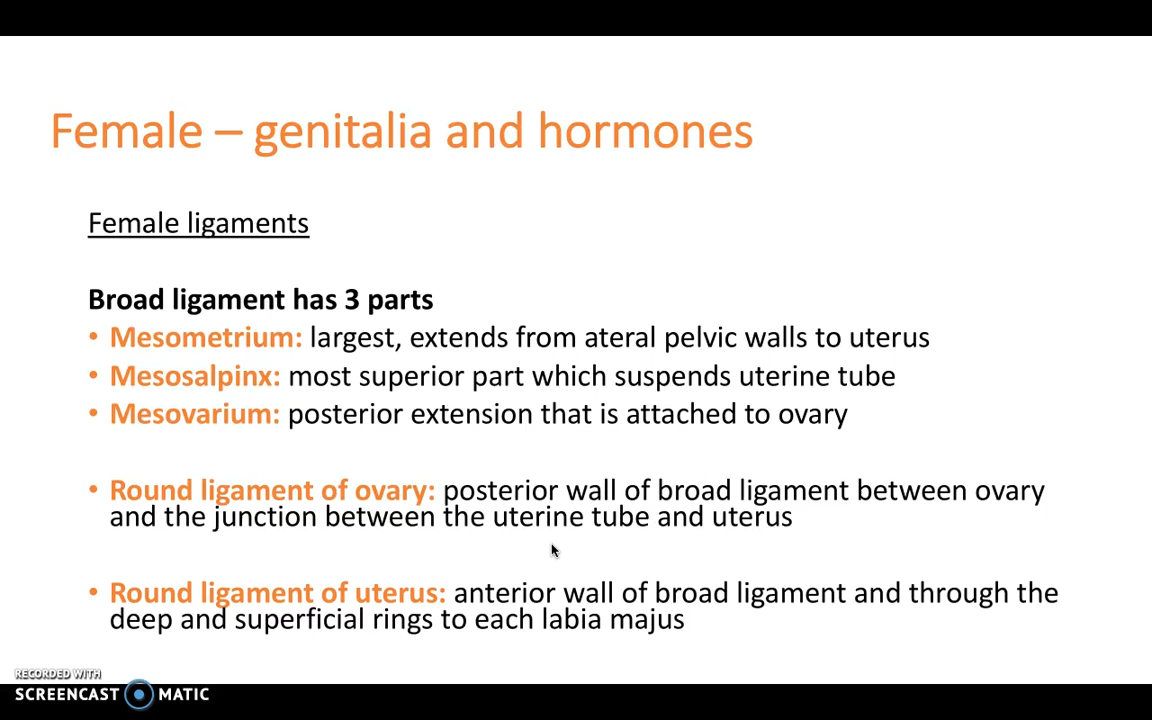 Female – genitalia and hormones
Female ligaments
Broad ligament has 3 parts
• Mesometrium: largest, extends from ateral pelvic walls to uterus
• Mesosalpinx: most superior part which suspends uterine tube
• Mesovarium: posterior extension that is attached to ovary
• Round ligament of ovary: posterior wall of broad ligament between ovary
and the junction between the uterine tube and uterus
• Round ligament of uterus: anterior wall of broad ligament and through the
deep and superficial rings to each labia majus
RECORDED WITH
SCREENCAST MATIC